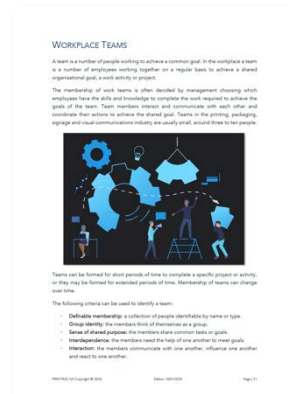 WORKPLACE TEAMS
A team is a number of people working to achieve a common goal. In the workplace a team
is a number of employees working together on a regular basis to achieve a shared
organisational goal, a work activity or project.
The membership of work teams is often decided by management choosing which
employees have the skills and knowledge to complete the work required to achieve the
goals of the team. Team members interact and communicate with each other and
coordinate their actions to achieve the shared goal. Teams in the printing, packaging,
signage and visual communications industry are usually small, around three to ten people.
Teams can be formed for short periods of time to complete a specific project or activity,
or they may be formed for extended periods of time. Membership of teams can change
over time.
The following criteria can be used to identify a team:
· Definable membership: a collection of people identifiable by name or type.
· Group identity: the members think of themselves as a group.
· Sense of shared purpose: the members share common tasks or goals.
· Interdependence: the members need the help of one another to meet goals.
· Interaction: the members communicate with one another, influence one another
and react to one another.
Copyright © 2020
Page | 5